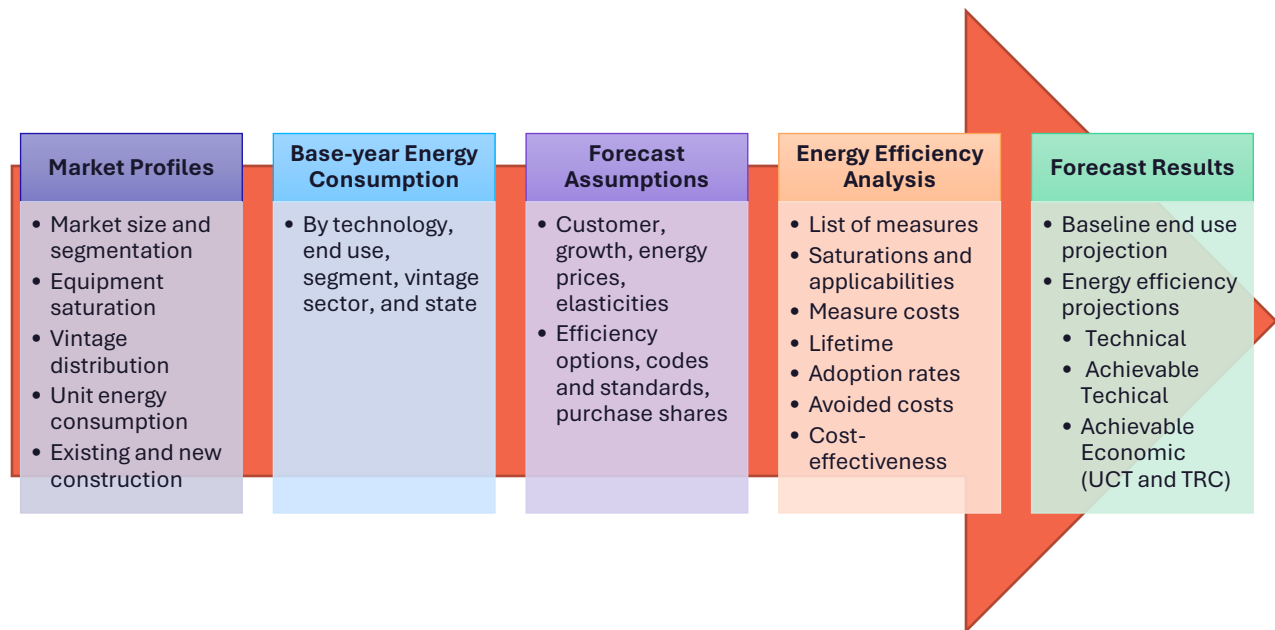 Market Profiles
• Market size and
segmentation
• Equipment
saturation
• Vintage
distribution
• Unit energy
consumption
• Existing and new
construction
Base-year Energy
Consumption
• By technology,
end use,
segment, vintage
sector, and state
Forecast
Assumptions
• Customer,
growth, energy
prices,
elasticities
• Efficiency
options, codes
and standards,
purchase shares
Energy Efficiency
Analysis
• List of measures
• Saturations and
applicabilities
• Measure costs
• Lifetime
• Adoption rates
• Avoided costs
• Cost-
effectiveness
Forecast Results
• Baseline end use
projection
• Energy efficiency
projections
• Technical
• Achievable
Techical
• Achievable
Economic
(UCT and TRC)